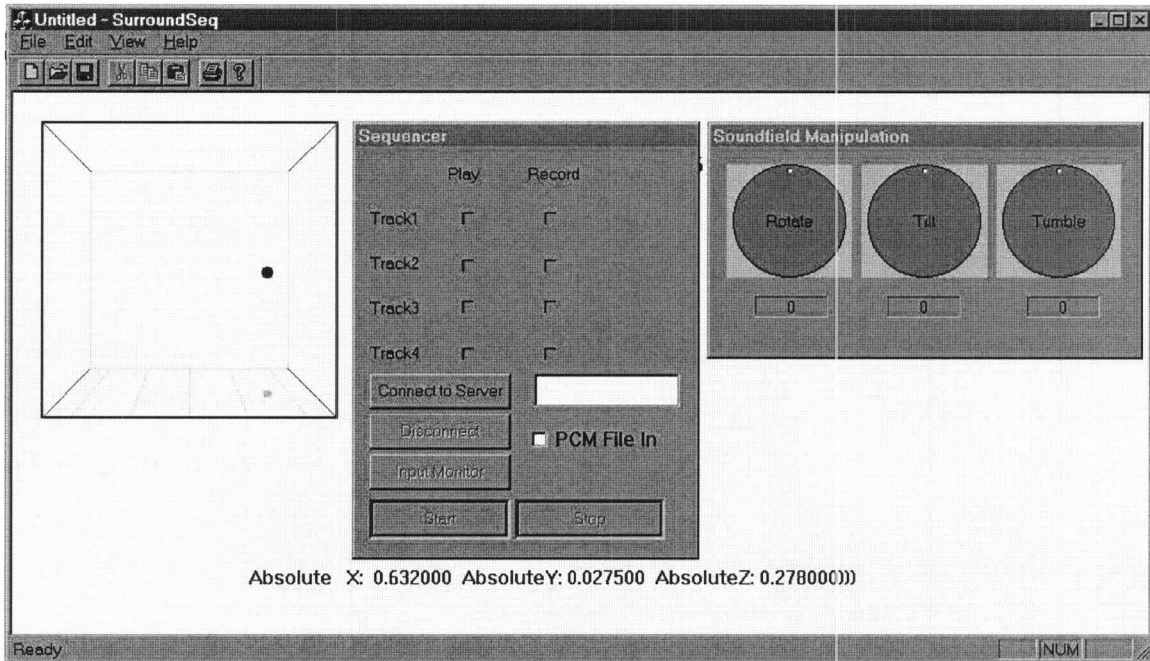 Untitled - SurroundSeq
File Edit View Help
Sequencer
Play Record
Track1
Track2
Track3
Track4
Connect to Server
Disconnect
PCM File In
Input Monitor
Start Stop
Soundfield Manipulation
Rotate Tilt Tumble
0 0 0
Absolute X: 0.632000 AbsoluteY: 0.027500 AbsoluteZ: 0.278000)))
Ready NUM